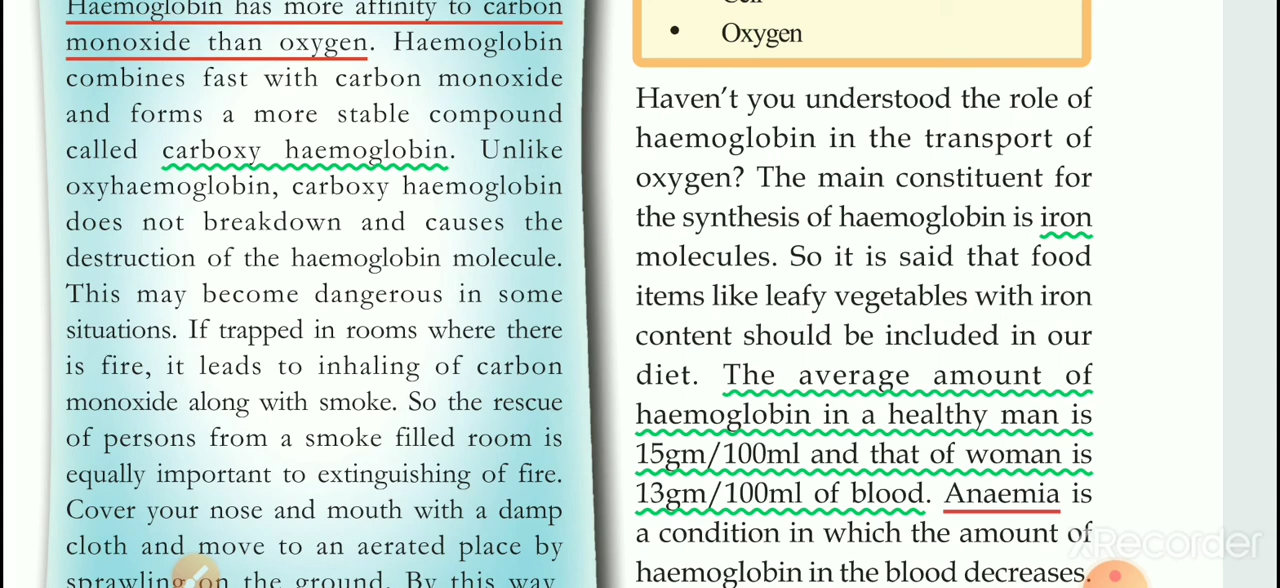 Haemoglobin has more affinity to carbon
monoxide than oxygen. Haemoglobin
combines fast with carbon monoxide
and forms a more stable compound
called carboxy haemoglobin. Unlike
oxyhaemoglobin, carboxy haemoglobin
does not breakdown and causes the
destruction of the haemoglobin molecule.
This may become dangerous in some
situations. If trapped in rooms where there
is fire, it leads to inhaling of carbon
monoxide along with smoke. So the rescue
of persons from a smoke filled room is
equally important to extinguishing of fire.
Cover your nose and mouth with a damp
cloth and move to an aerated place by
sprawling on the ground. By this way,
Cell
• Oxygen
Haven't you understood the role of
haemoglobin in the transport of
oxygen? The main constituent for
the synthesis of haemoglobin is iron
molecules. So it is said that food
items like leafy vegetables with iron
content should be included in our
diet. The average amount of
haemoglobin in a healthy man is
15gm/100ml and that of woman is
13gm/100ml of blood. Anaemia is
a condition in which the amount of
haemoglobin in the blood decreases.
XRecorder